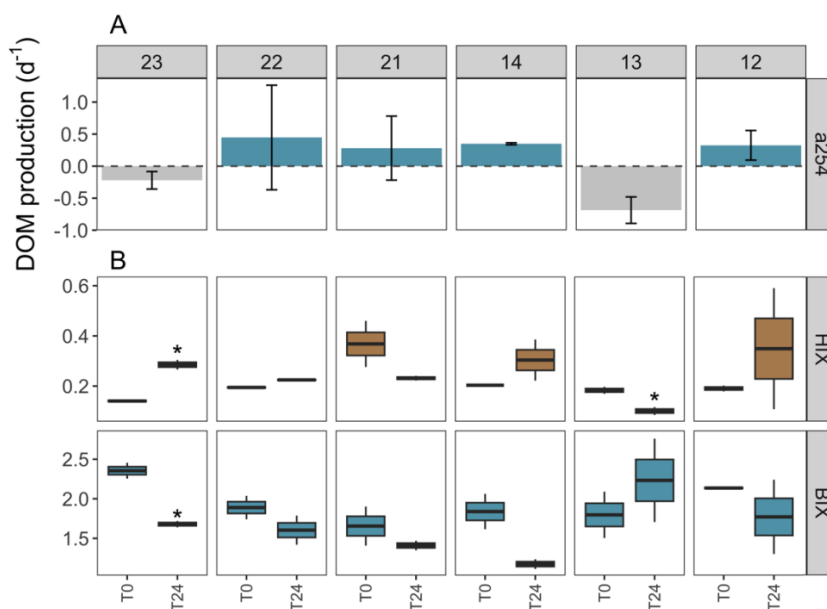 A
DOM production (d⁻¹)
23 22 21 14 13 12
1.0
0.5
0.0
-0.5
-1.0
a254
B
0.6
0.4
0.2
HIX
2.5
2.0
1.5
BIX
* * *
T0 T24 T0 T24 T0 T24 T0 T24 T0 T24 T0 T24